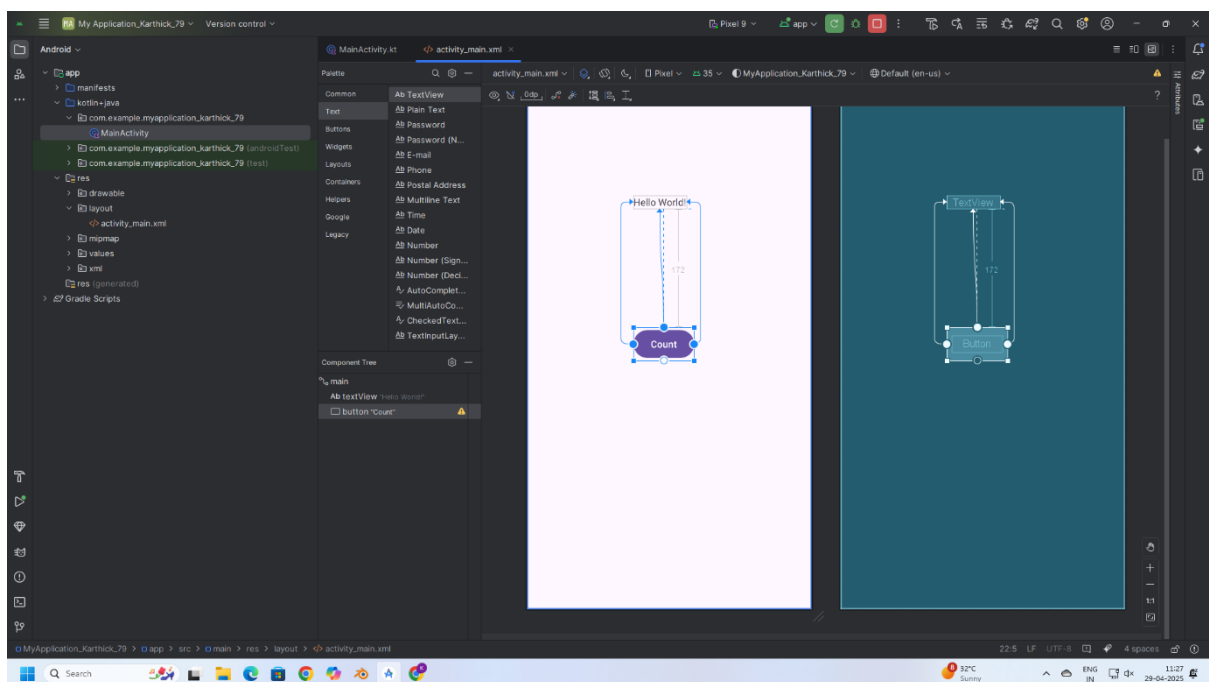 MA My Application_Karthick_79 Version control
Pixel 9 app
Android
app
manifests
kotlin+java
com.example.myapplication_karthick_79
MainActivity
com.example.myapplication_karthick_79 (androidTest)
com.example.myapplication_karthick_79 (test)
res
drawable
layout
activity_main.xml
mipmap
values
xml
res (generated)
Gradle Scripts
MainActivity.kt activity_main.xml
Palette
Common
Text
Buttons
Widgets
Layouts
Containers
Helpers
Google
Legacy
Ab TextView
Ab Plain Text
Ab Password
Ab Password (N...
Ab E-mail
Ab Phone
Ab Postal Address
Ab Multiline Text
Ab Time
Ab Date
Ab Number
Ab Number (Sign...
Ab Number (Deci...
AutoComplet...
MultiAutoCo...
CheckedText...
Ab TextInputLay...
Component Tree
main
Ab textView "Hello World!"
button "Count"
activity_main.xml Pixel 35 MyApplication_Karthick_79 Default (en-us)
0dp
?
Hello World!
172
Count
TextView
172
Button
1:1
Attributes
MyApplication_Karthick_79 > app > src > main > res > layout > activity_main.xml
22:5 LF UTF-8 4 spaces
Search
32°C
Sunny
ENG
IN
11:27
29-04-2025